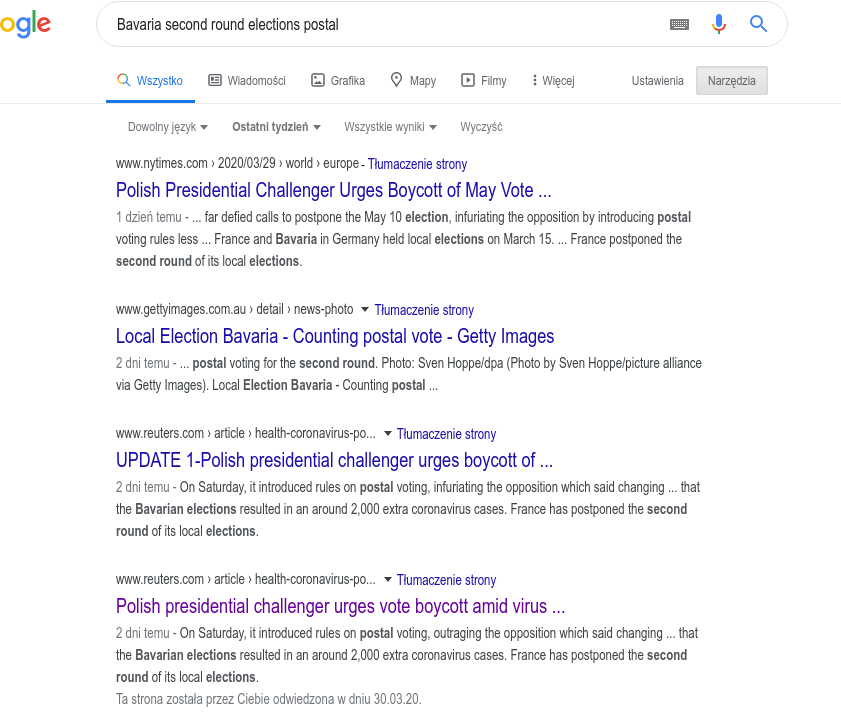 ogle
Bavaria second round elections postal
Wszystko Wiadomości Grafika Mapy Filmy Więcej Ustawienia Narzędzia
Dowolny język Ostatni tydzień Wszystkie wyniki Wyczyść
www.nytimes.com › 2020/03/29 › world › europe - Tłumaczenie strony
Polish Presidential Challenger Urges Boycott of May Vote ...
1 dzień temu - ... far defied calls to postpone the May 10 election, infuriating the opposition by introducing postal
voting rules less ... France and Bavaria in Germany held local elections on March 15. ... France postponed the
second round of its local elections.
www.gettyimages.com.au › detail › news-photo Tłumaczenie strony
Local Election Bavaria - Counting postal vote - Getty Images
2 dni temu - ... postal voting for the second round. Photo: Sven Hoppe/dpa (Photo by Sven Hoppe/picture alliance
via Getty Images). Local Election Bavaria - Counting postal ...
www.reuters.com › article › health-coronavirus-po... Tłumaczenie strony
UPDATE 1-Polish presidential challenger urges boycott of ...
2 dni temu - On Saturday, it introduced rules on postal voting, infuriating the opposition which said changing ... that
the Bavarian elections resulted in an around 2,000 extra coronavirus cases. France has postponed the second
round of its local elections.
www.reuters.com › article › health-coronavirus-po... Tłumaczenie strony
Polish presidential challenger urges vote boycott amid virus ...
2 dni temu - On Saturday, it introduced rules on postal voting, outraging the opposition which said changing ... that
the Bavarian elections resulted in an around 2,000 extra coronavirus cases. France has postponed the second
round of its local elections.
Ta strona została przez Ciebie odwiedzona w dniu 30.03.20.